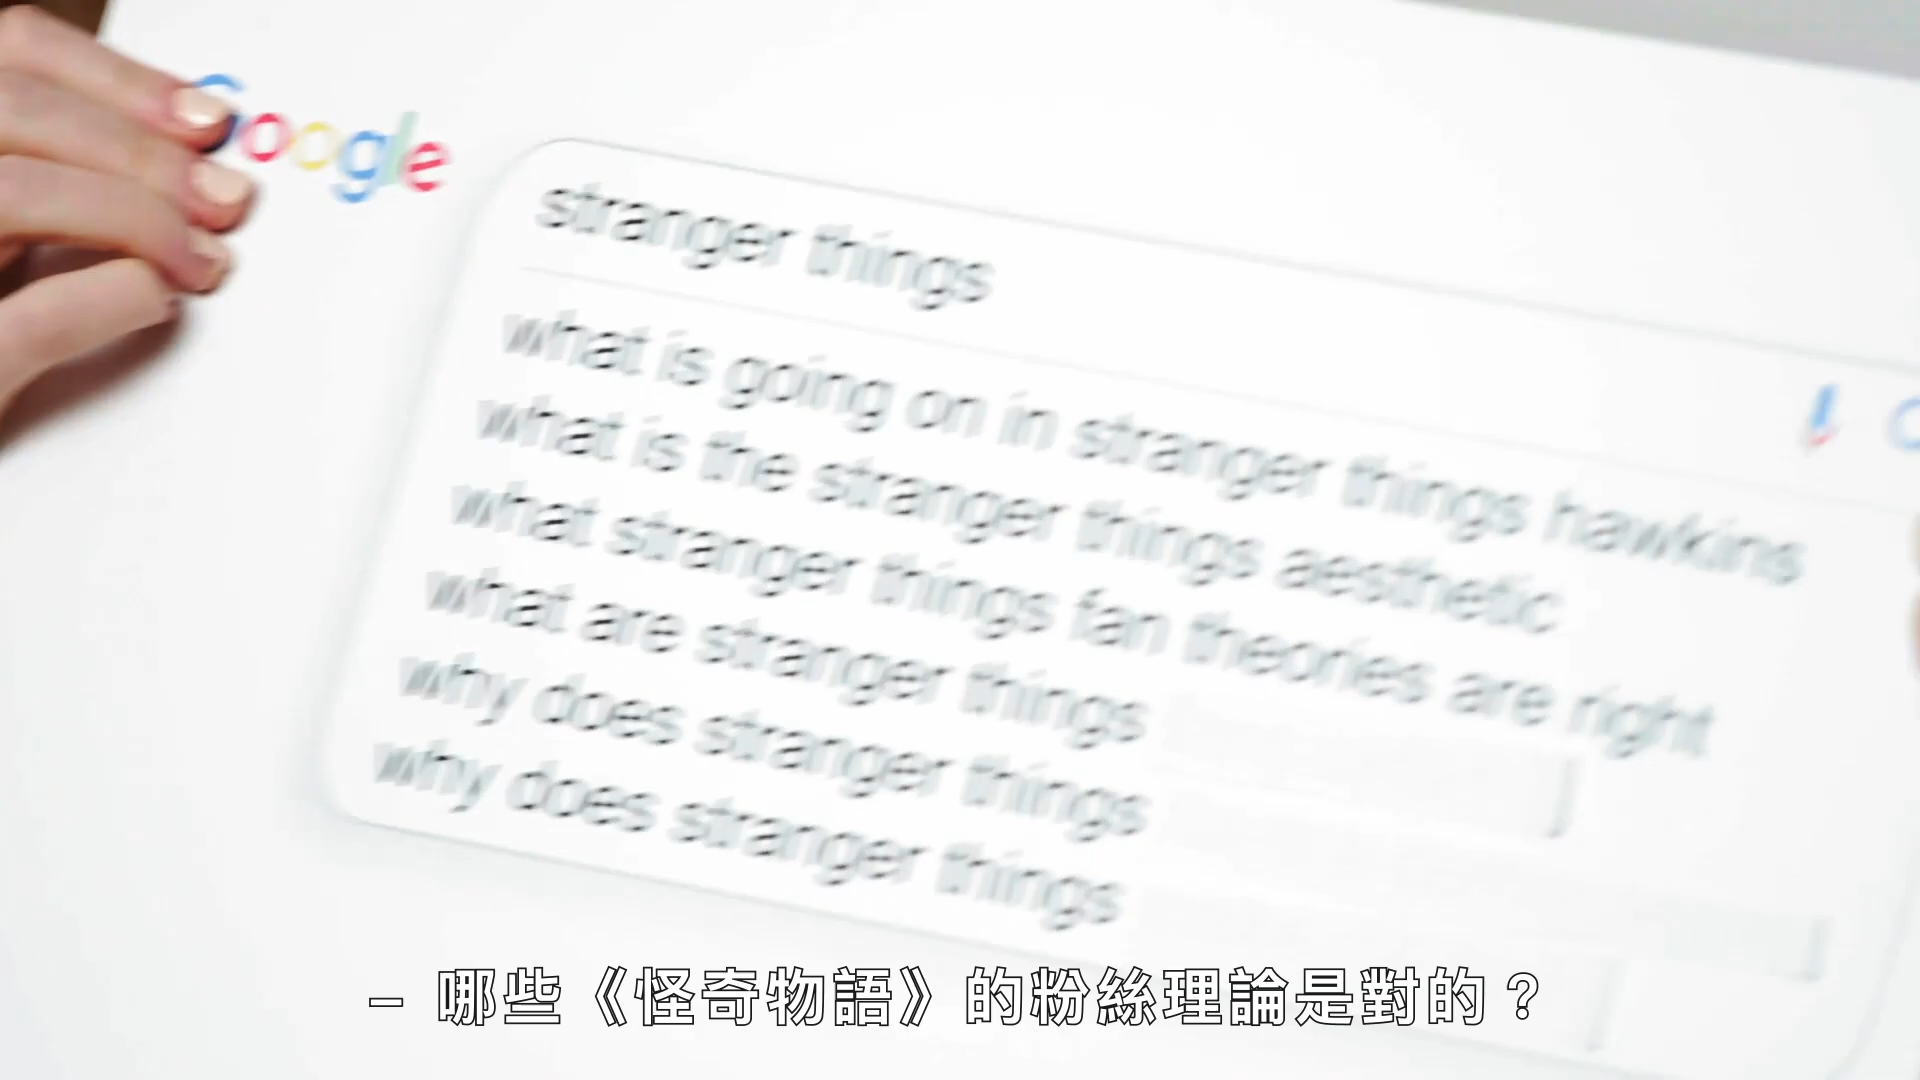 Google
stranger things
what is going on in stranger things hawkins
what is the stranger things aesthetic
what stranger things fan theories are right
what are stranger things
why does stranger things
why does stranger things
– 哪些《怪奇物語》的粉絲理論是對的？